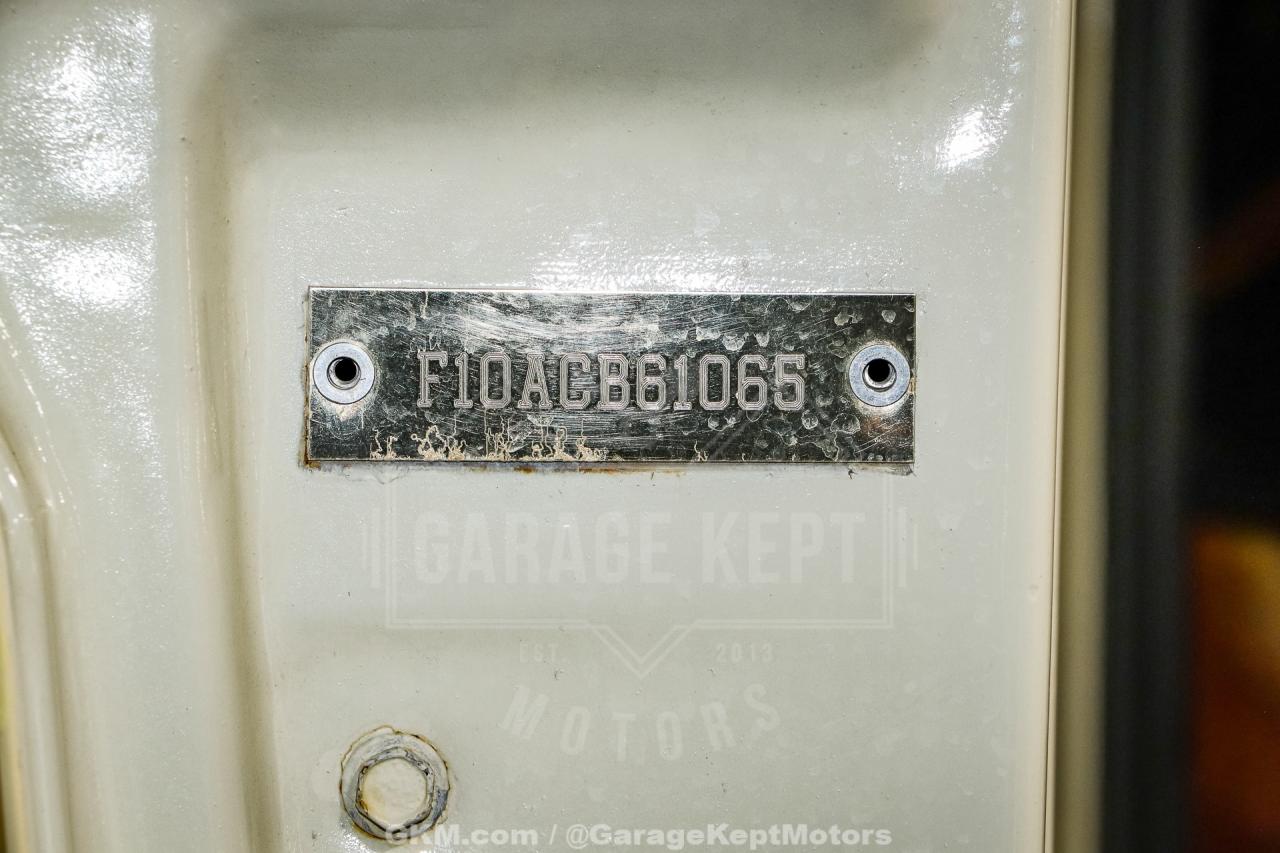 F10ACB61065
GARAGE KEPT
EST 2013
MOTORS
GKM.com / @GarageKeptMotors